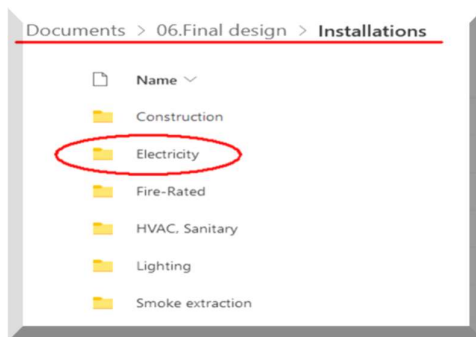 Documents > 06.Final design > Installations
Name
Construction
Electricity
Fire-Rated
HVAC. Sanitary
Lighting
Smoke extraction